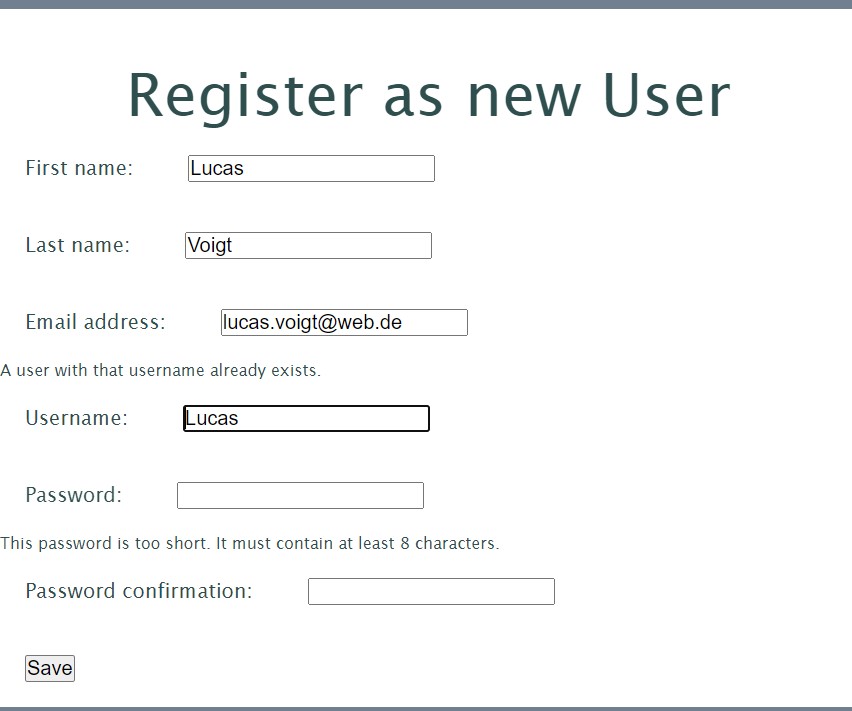 Register as new User
First name: Lucas
Last name: Voigt
Email address: lucas.voigt@web.de
A user with that username already exists.
Username: Lucas
Password:
This password is too short. It must contain at least 8 characters.
Password confirmation:
Save